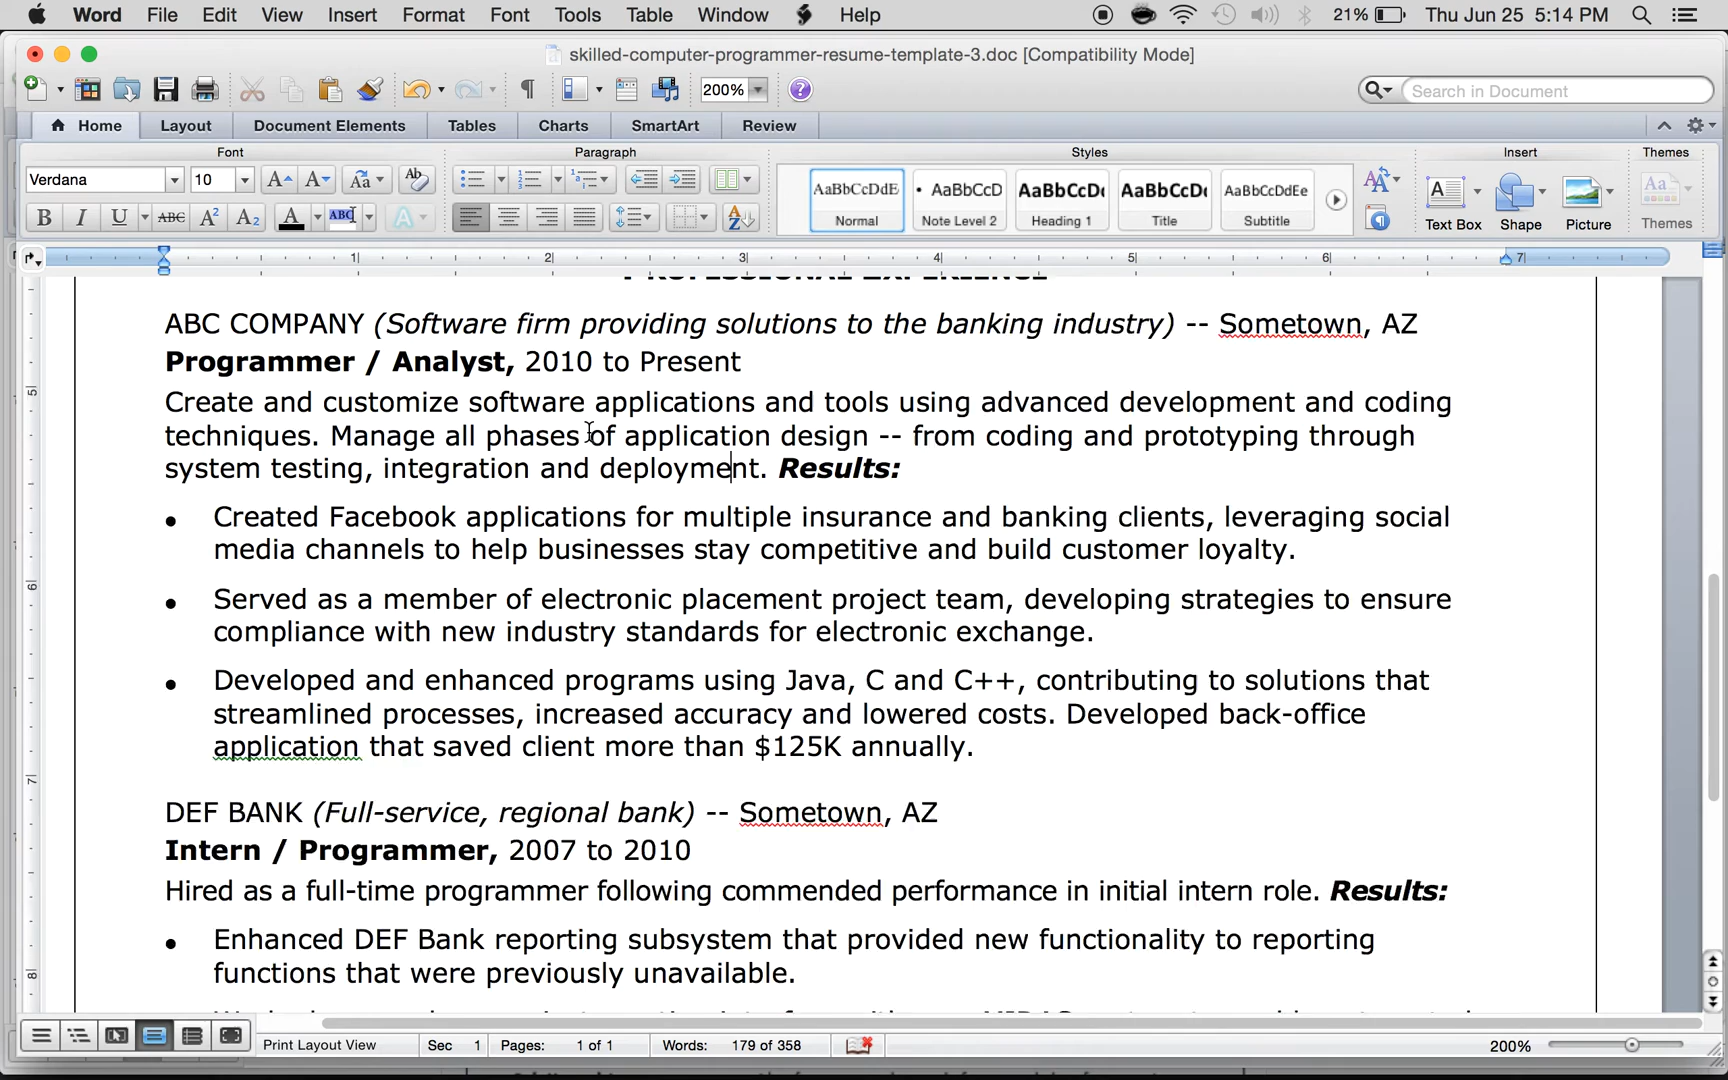 Word File Edit View Insert Format Font Tools Table Window Help 21% Thu Jun 25 5:14 PM
skilled-computer-programmer-resume-template-3.doc [Compatibility Mode]
200% Search in Document
Home Layout Document Elements Tables Charts SmartArt Review
Font Paragraph Styles Insert Themes
Verdana 10
AaBbCcDdE AaBbCcD AaBbCcDc AaBbCcDc AaBbCcDdEe
Normal Note Level 2 Heading 1 Title Subtitle Text Box Shape Picture Themes
1 2 3 4 5 6 7
PROFESSIONAL EXPERIENCE
ABC COMPANY (Software firm providing solutions to the banking industry) -- Sometown, AZ
Programmer / Analyst, 2010 to Present
Create and customize software applications and tools using advanced development and coding
techniques. Manage all phases of application design -- from coding and prototyping through
system testing, integration and deployment. Results:
• Created Facebook applications for multiple insurance and banking clients, leveraging social
media channels to help businesses stay competitive and build customer loyalty.
• Served as a member of electronic placement project team, developing strategies to ensure
compliance with new industry standards for electronic exchange.
• Developed and enhanced programs using Java, C and C++, contributing to solutions that
streamlined processes, increased accuracy and lowered costs. Developed back-office
application that saved client more than $125K annually.
DEF BANK (Full-service, regional bank) -- Sometown, AZ
Intern / Programmer, 2007 to 2010
Hired as a full-time programmer following commended performance in initial intern role. Results:
• Enhanced DEF Bank reporting subsystem that provided new functionality to reporting
functions that were previously unavailable.
Print Layout View Sec 1 Pages: 1 of 1 Words: 179 of 358 200%